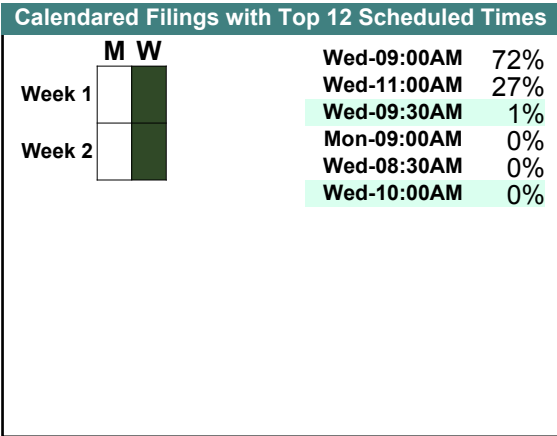 Calendared Filings with Top 12 Scheduled Times
M W
Week 1
Week 2
Wed-09:00AM 72%
Wed-11:00AM 27%
Wed-09:30AM 1%
Mon-09:00AM 0%
Wed-08:30AM 0%
Wed-10:00AM 0%